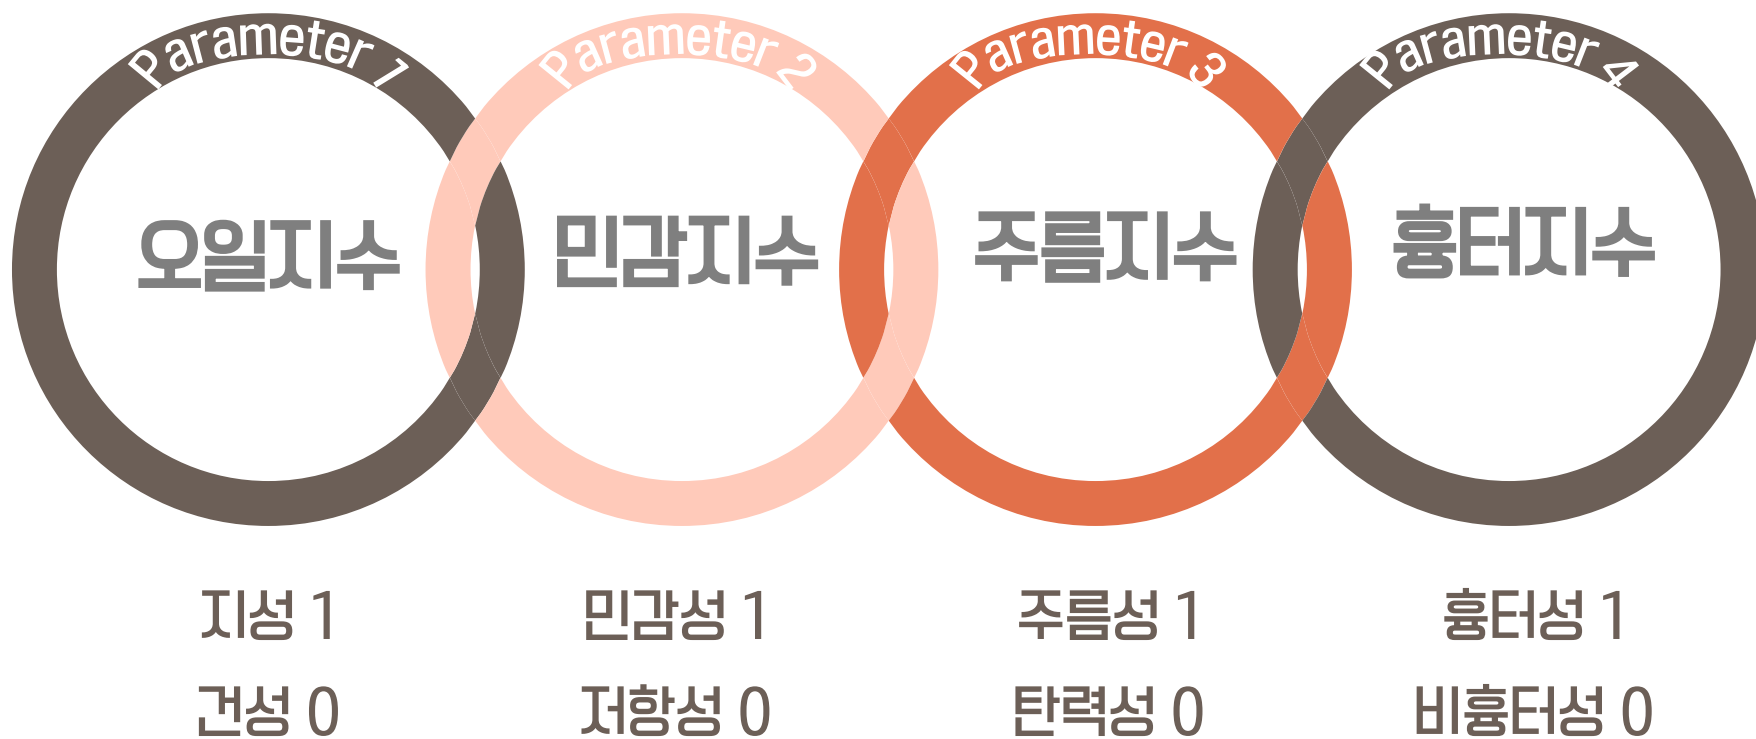 Parameter 1
Parameter 2
Parameter 3
Parameter 4
오일지수
민감지수
주름지수
흉터지수
지성 1
민감성 1
주름성 1
흉터성 1
건성 0
저항성 0
탄력성 0
비흉터성 0